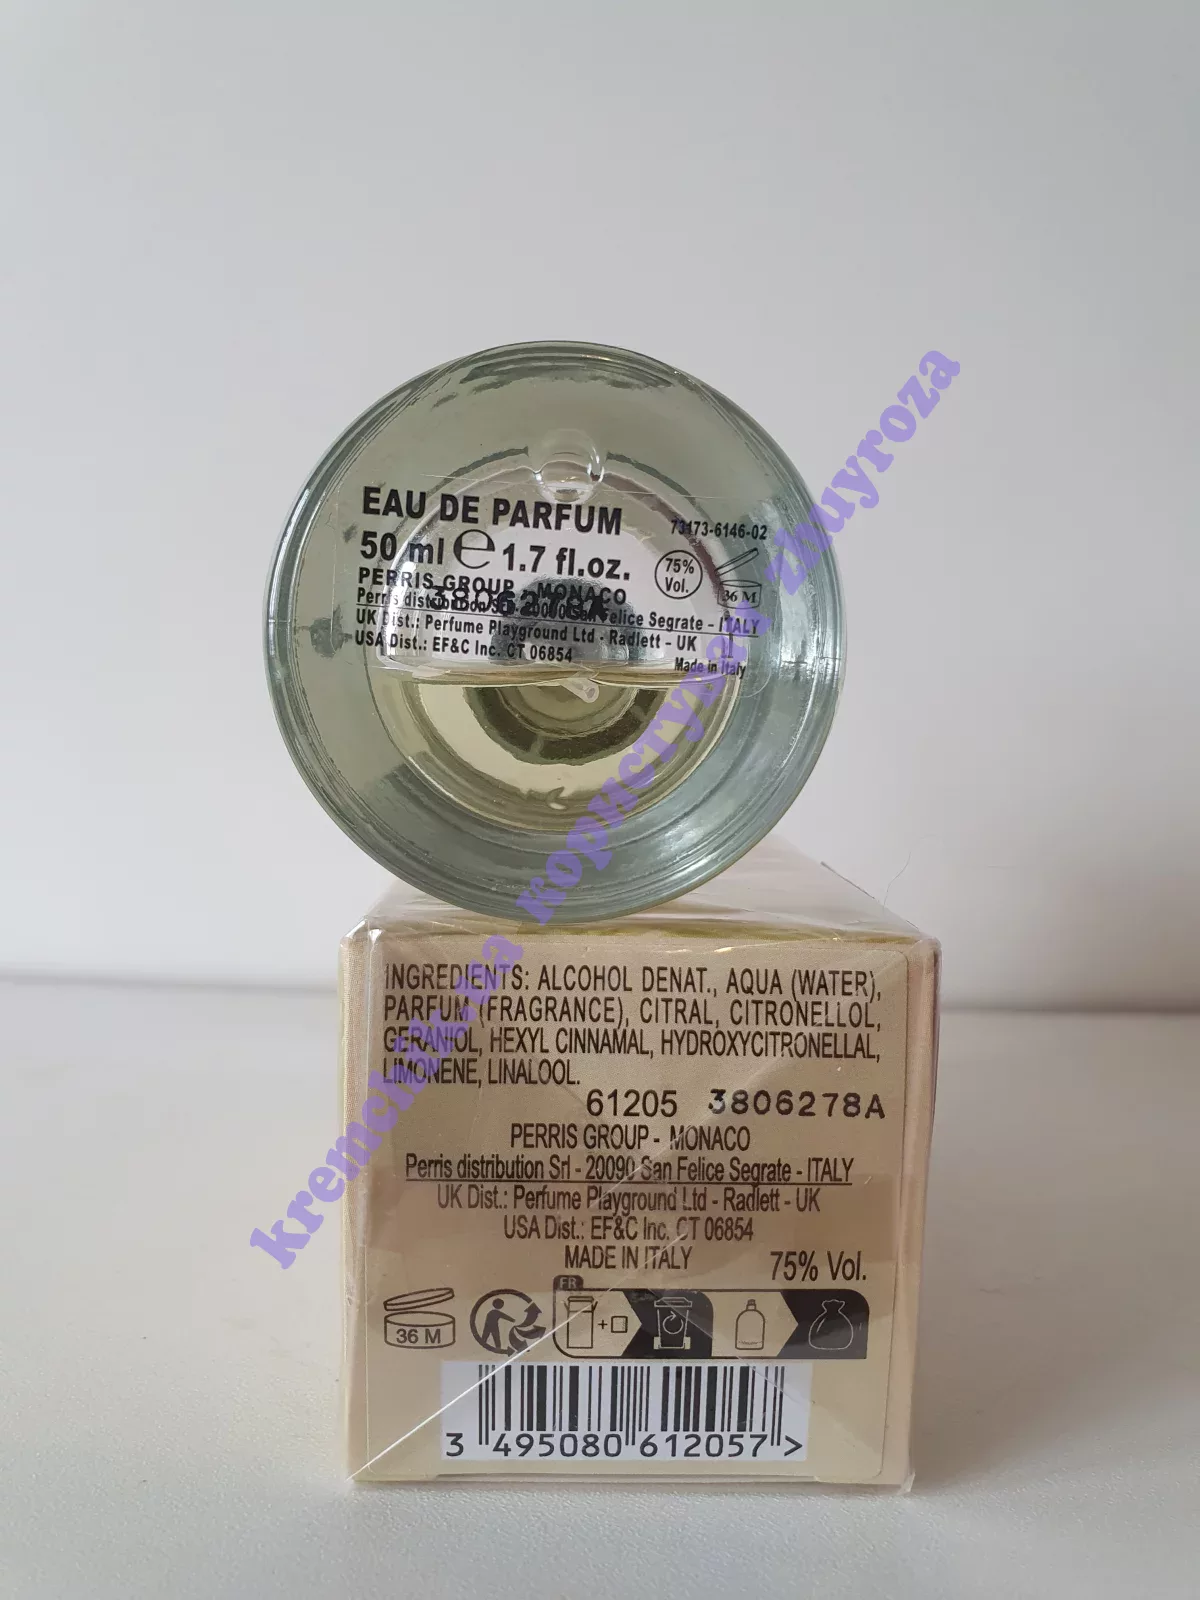 EAU DE PARFUM
73173-6146-02
50 ml ℮ 1.7 fl.oz.
75% Vol.
36 M
PERRIS GROUP - MONACO
3806278A
Perris distribution Srl - 20090 San Felice Segrate - ITALY
UK Dist.: Perfume Playground Ltd - Radlett - UK
USA Dist.: EF&C Inc. CT 06854
Made in Italy
INGREDIENTS: ALCOHOL DENAT., AQUA (WATER),
PARFUM (FRAGRANCE), CITRAL, CITRONELLOL,
GERANIOL, HEXYL CINNAMAL, HYDROXYCITRONELLAL,
LIMONENE, LINALOOL.
61205 3806278A
PERRIS GROUP - MONACO
Perris distribution Srl - 20090 San Felice Segrate - ITALY
UK Dist.: Perfume Playground Ltd - Radlett - UK
USA Dist.: EF&C Inc. CT 06854
MADE IN ITALY
75% Vol.
FR
36 M
3 495080 612057 >
користувач zhuyroza